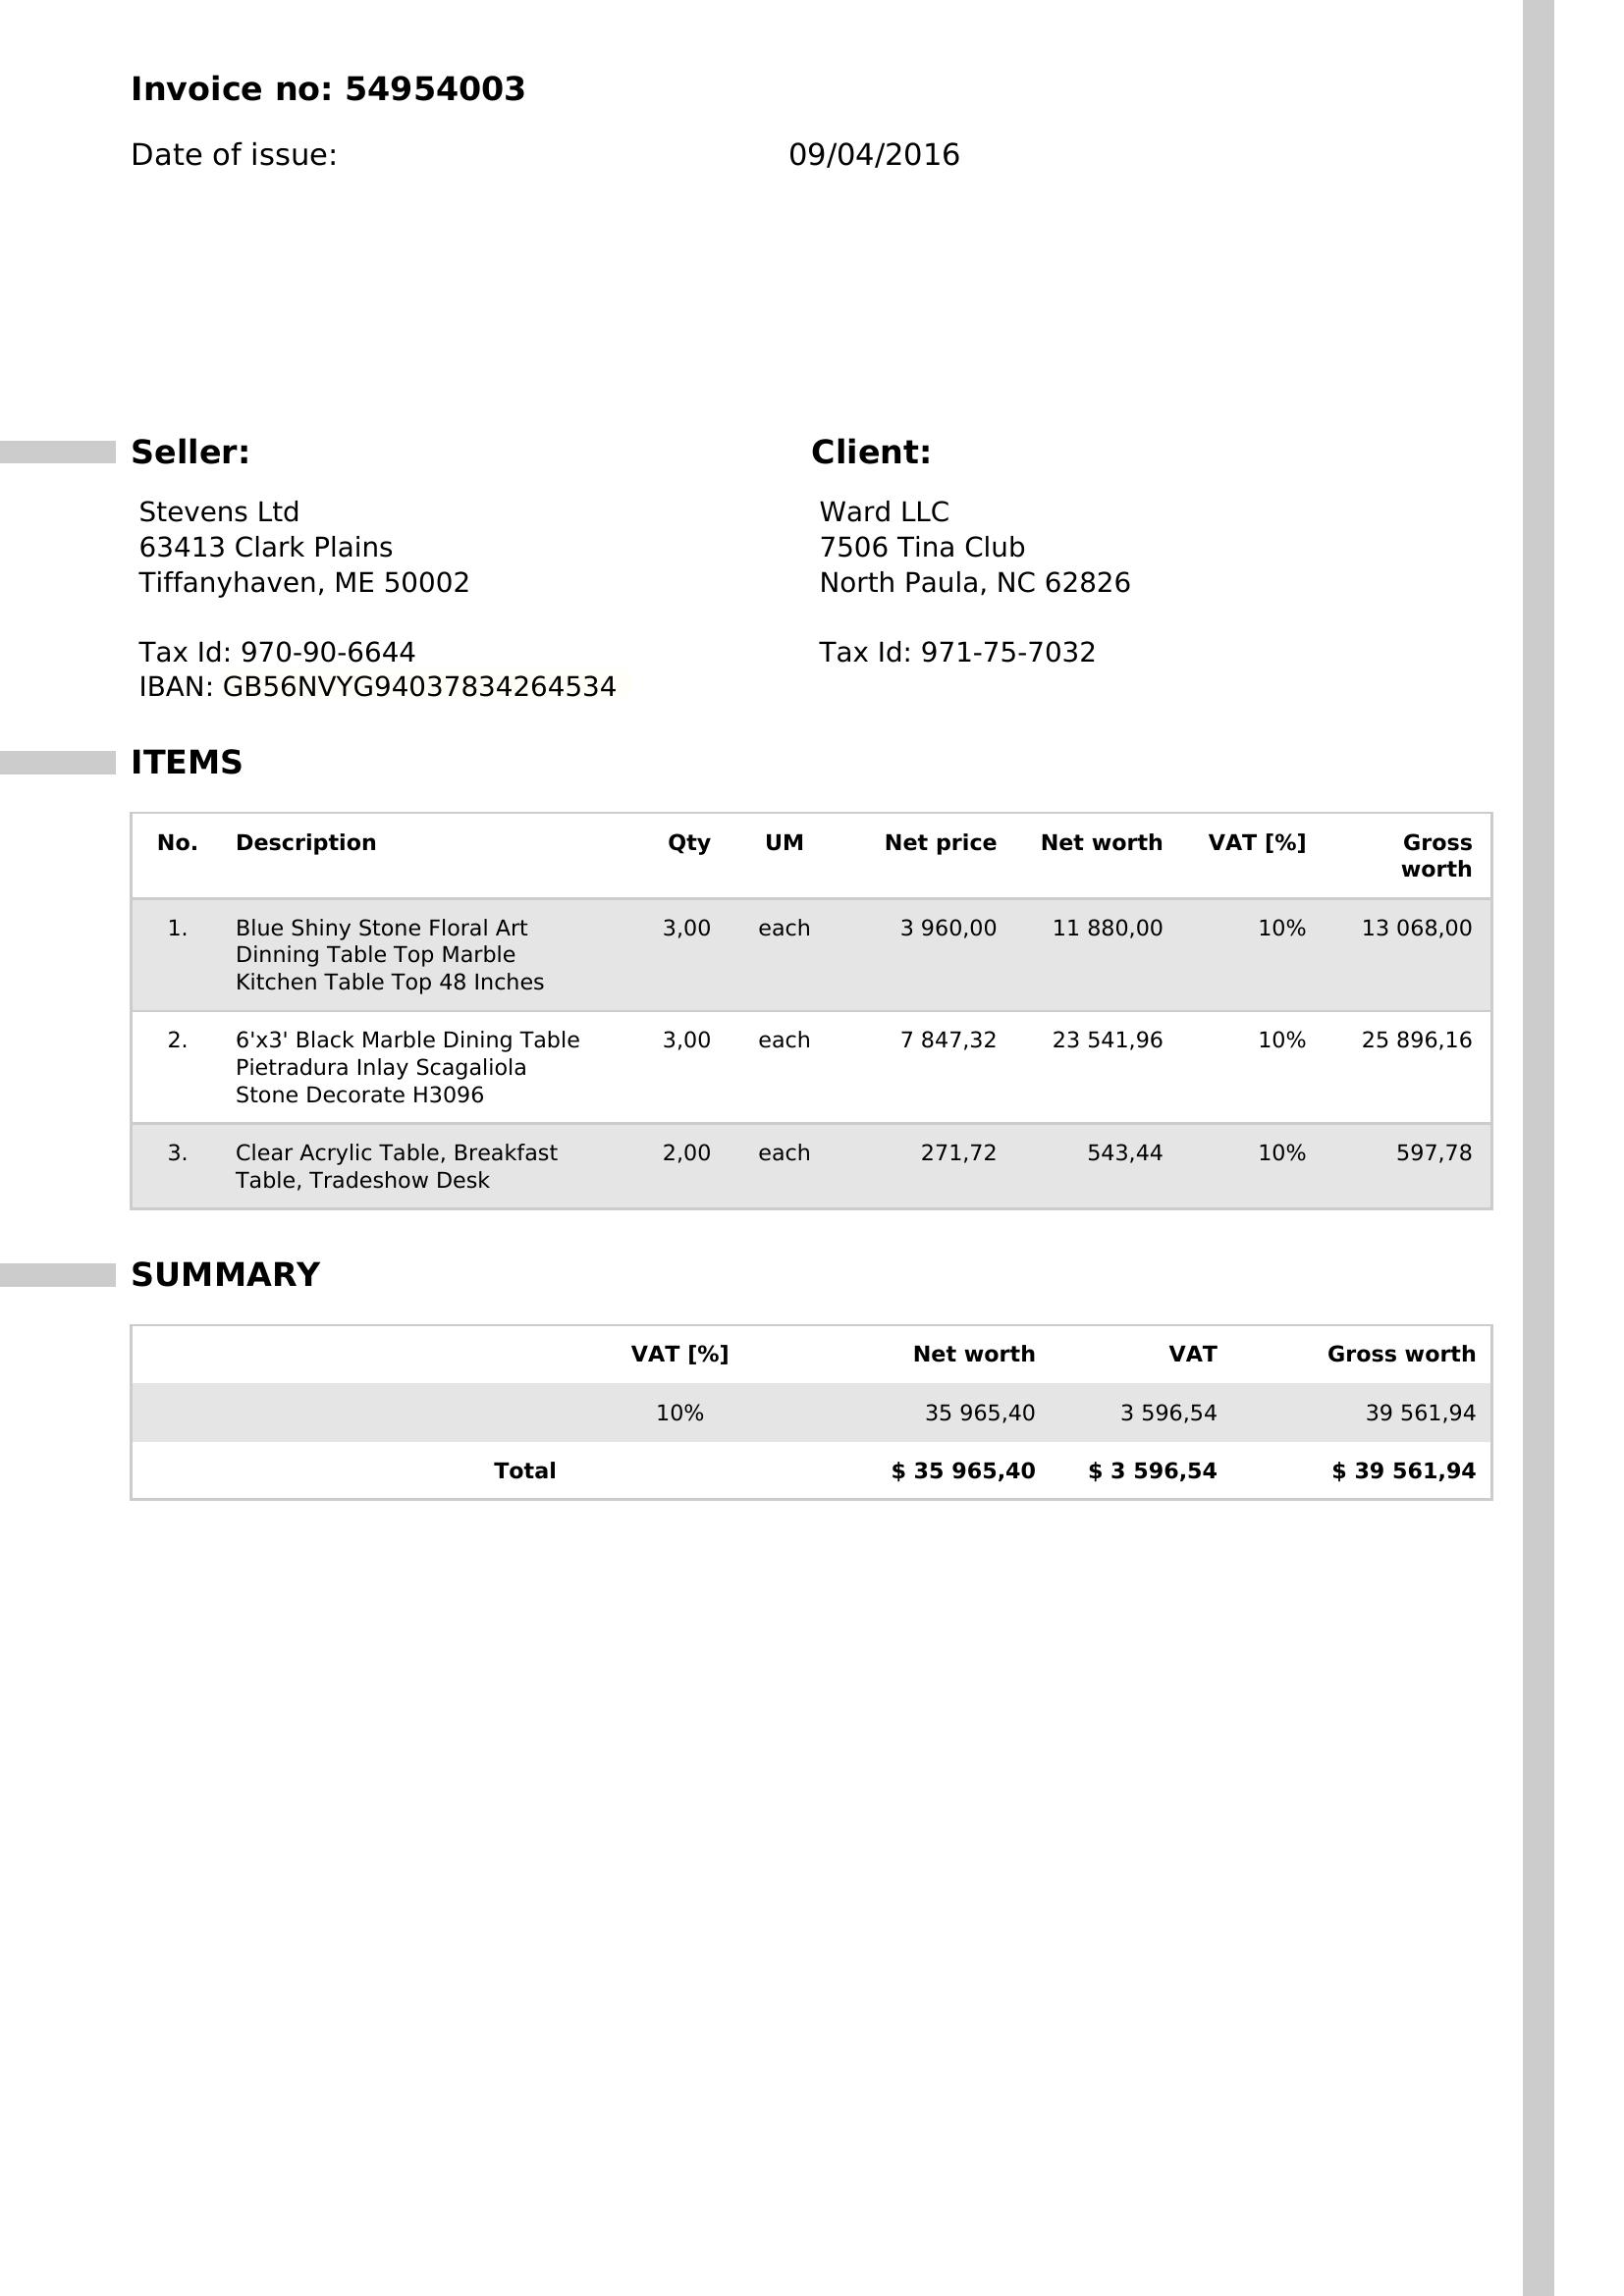 Invoice no: 54954003
Date of issue: 09/04/2016
Seller:
Stevens Ltd
63413 Clark Plains
Tiffanyhaven, ME 50002
Tax Id: 970-90-6644
IBAN: GB56NVYG94037834264534
Client:
Ward LLC
7506 Tina Club
North Paula, NC 62826
Tax Id: 971-75-7032
ITEMS
No. Description Qty UM Net price Net worth VAT [%] Gross
worth
1. Blue Shiny Stone Floral Art 3,00 each 3 960,00 11 880,00 10% 13 068,00
Dinning Table Top Marble
Kitchen Table Top 48 Inches
2. 6'x3' Black Marble Dining Table 3,00 each 7 847,32 23 541,96 10% 25 896,16
Pietradura Inlay Scagaliola
Stone Decorate H3096
3. Clear Acrylic Table, Breakfast 2,00 each 271,72 543,44 10% 597,78
Table, Tradeshow Desk
SUMMARY
VAT [%] Net worth VAT Gross worth
10% 35 965,40 3 596,54 39 561,94
Total $ 35 965,40 $ 3 596,54 $ 39 561,94